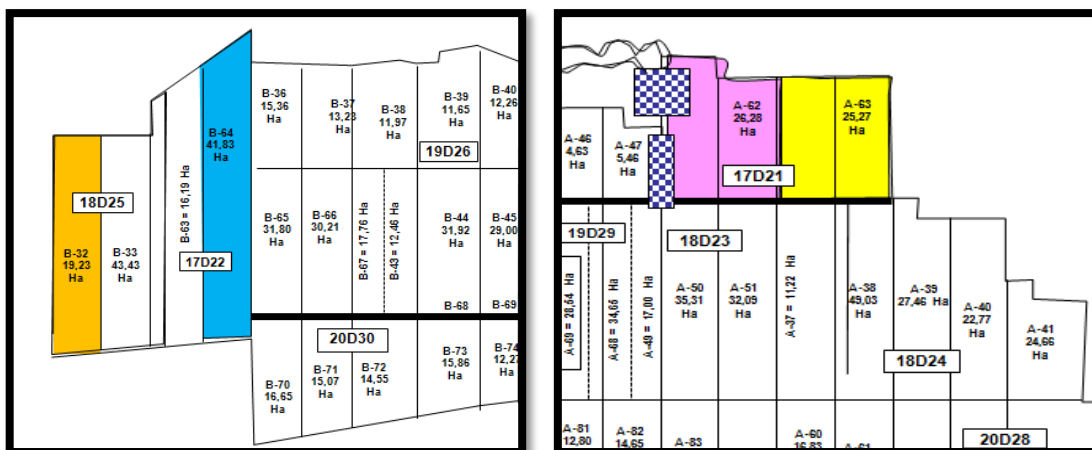 B-36
15,36
Ha
B-37
13,23
Ha
B-38
11,97
Ha
B-39
11,65
Ha
B-40
12,26
Ha
19D26
B-64
41,83
Ha
B-63 = 16,19 Ha
18D25
B-32
19,23
Ha
B-33
43,43
Ha
17D22
B-65
31,80
Ha
B-66
30,21
Ha
B-67 = 17,76 Ha
B-43 = 12,46 Ha
B-44
31,92
Ha
B-45
29,00
Ha
B-68
B-69
20D30
B-70
16,65
Ha
B-71
15,07
Ha
B-72
14,55
Ha
B-73
15,86
Ha
B-74
12,27
Ha
A-46
4,63
Ha
A-47
5,46
Ha
A-62
26,28
Ha
A-63
25,27
Ha
17D21
19D29
18D23
A-69 = 28,54 Ha
A-68 = 34,65 Ha
A-49 = 17,00 Ha
A-50
35,31
Ha
A-51
32,09
Ha
A-37 = 11,22 Ha
A-38
49,03
Ha
A-39
27,46 Ha
A-40
22,77
Ha
A-41
24,66
Ha
18D24
A-81
12,80
A-82
14,65
A-83
A-60
16,83
A-61
20D28